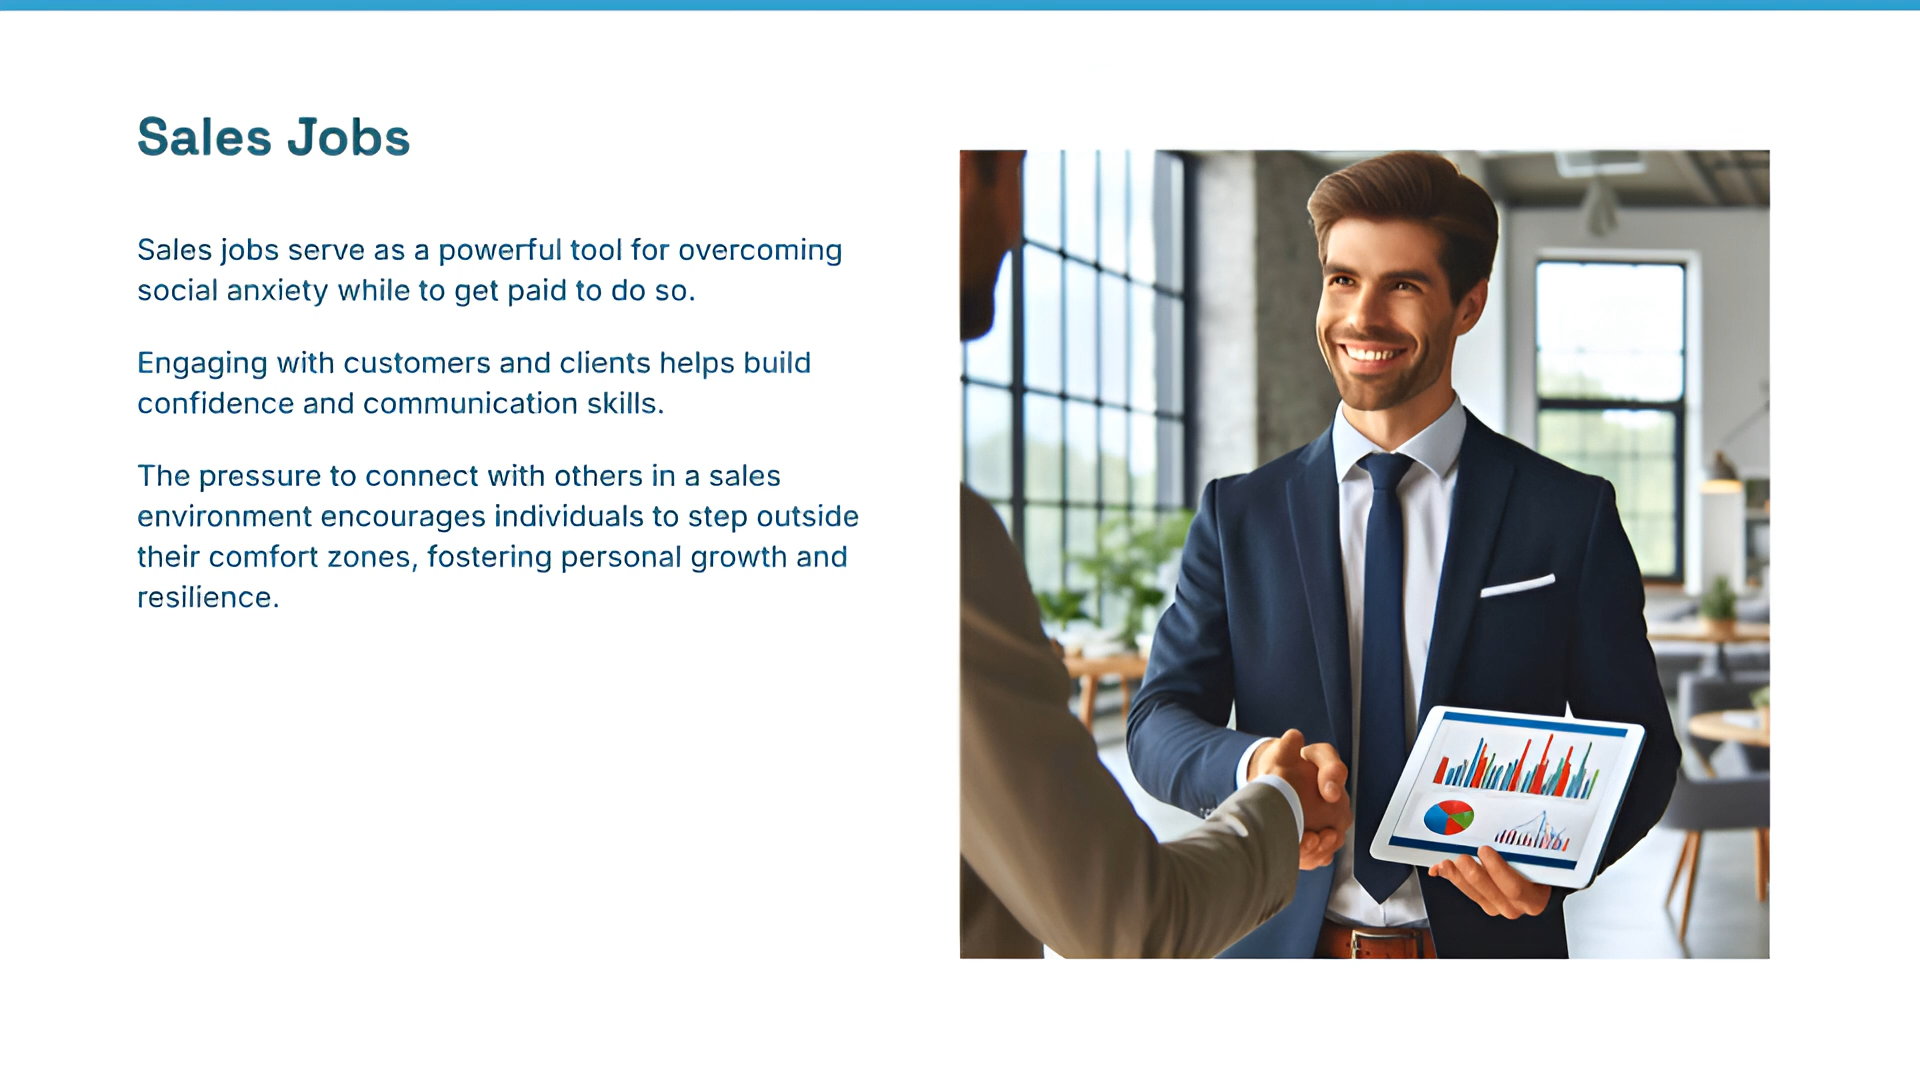 Sales Jobs
Sales jobs serve as a powerful tool for overcoming
social anxiety while to get paid to do so.
Engaging with customers and clients helps build
confidence and communication skills.
The pressure to connect with others in a sales
environment encourages individuals to step outside
their comfort zones, fostering personal growth and
resilience.